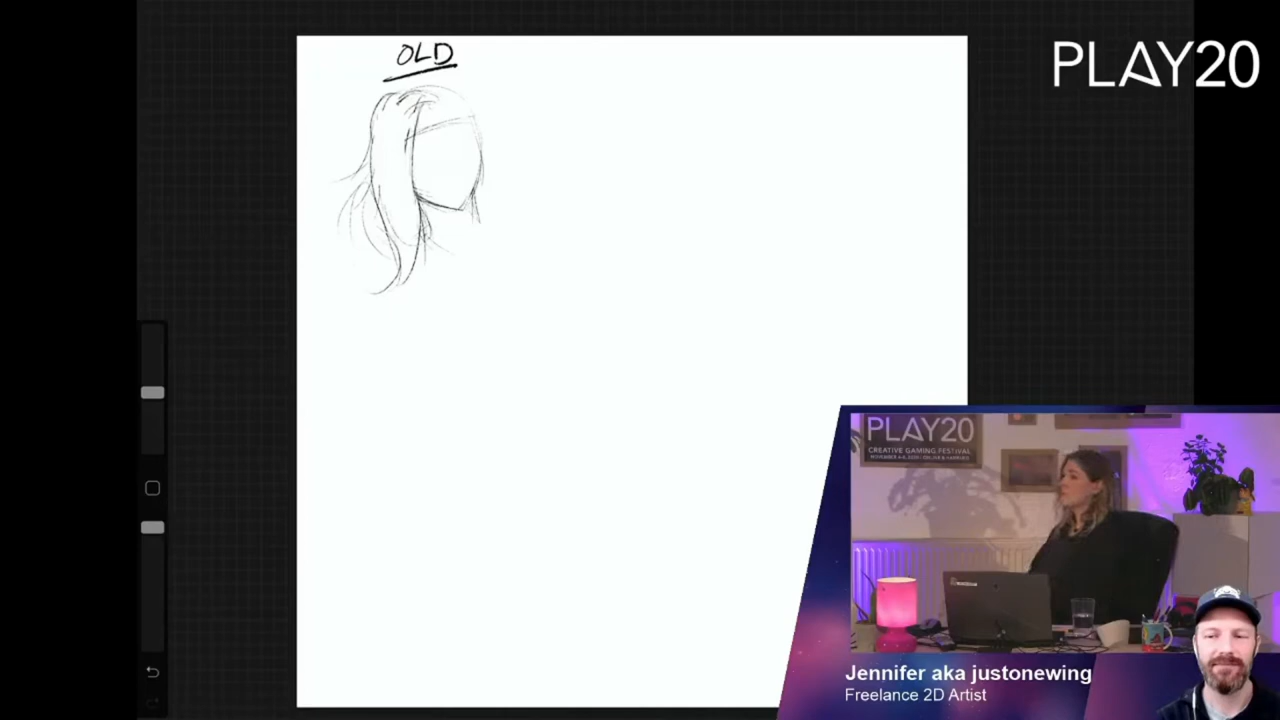 OLD
PLAY20
PLAY20
CREATIVE GAMING FESTIVAL
Jennifer aka justonewing
Freelance 2D Artist